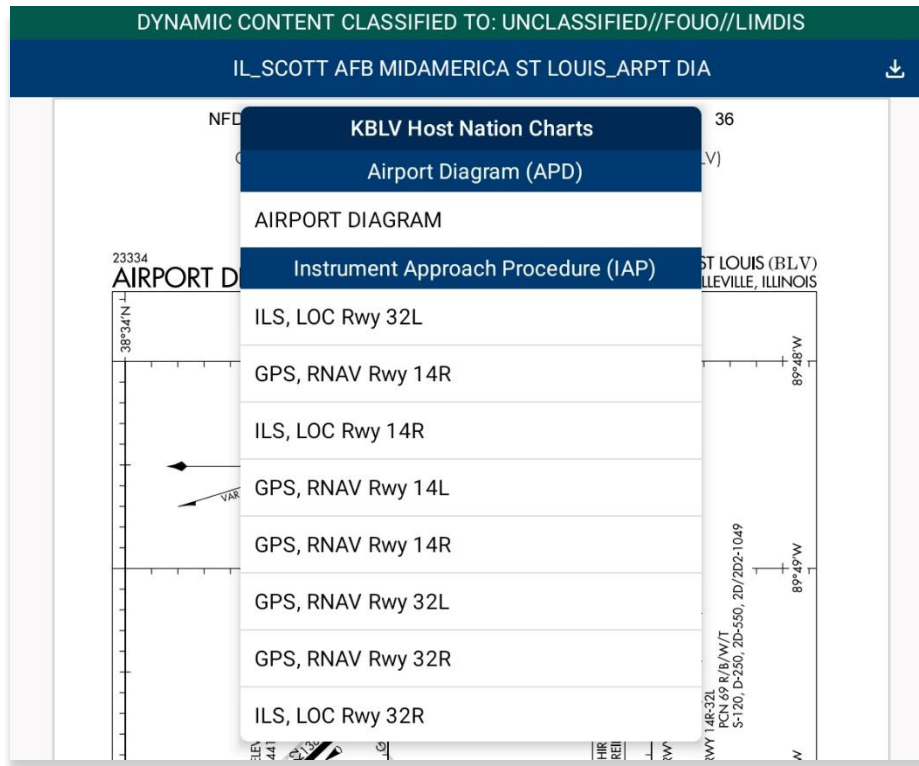 DYNAMIC CONTENT CLASSIFIED TO: UNCLASSIFIED//FOUO//LIMDIS
IL_SCOTT AFB MIDAMERICA ST LOUIS_ARPT DIA
36
KBLV Host Nation Charts
Airport Diagram (APD)
AIRPORT DIAGRAM
Instrument Approach Procedure (IAP)
ILS, LOC Rwy 32L
GPS, RNAV Rwy 14R
ILS, LOC Rwy 14R
GPS, RNAV Rwy 14L
GPS, RNAV Rwy 14R
GPS, RNAV Rwy 32L
GPS, RNAV Rwy 32R
ILS, LOC Rwy 32R
23334
AIRPORT
ST LOUIS (BLV)
ILLINOIS
38°34'N
VAR
89°48'W
89°49'W
RWY 14R-32L
PCN 69 R/B/W/T
S-120, D-250, 2D-550, 2D/2D2-1049